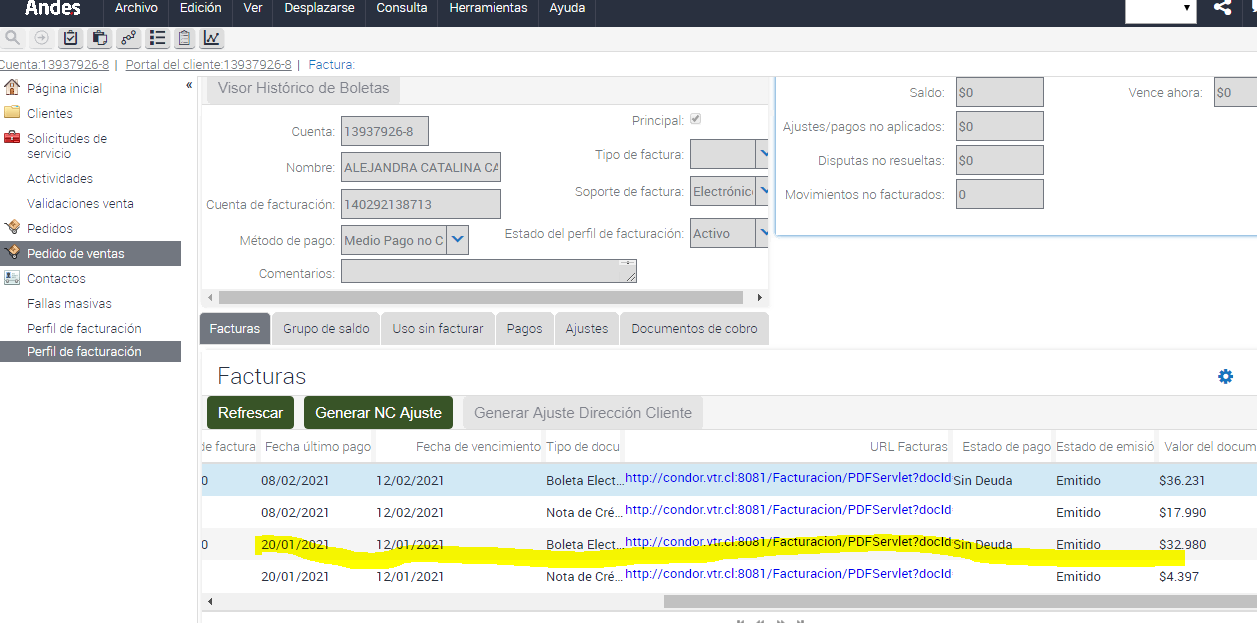 Andes Archivo Edición Ver Desplazarse Consulta Herramientas Ayuda
Cuenta:13937926-8 | Portal del cliente:13937926-8 | Factura:
«
Página inicial
Clientes
Solicitudes de
servicio
Actividades
Validaciones venta
Pedidos
Pedido de ventas
Contactos
Fallas masivas
Perfil de facturación
Perfil de facturación
Visor Histórico de Boletas
Cuenta: 13937926-8
Nombre: ALEJANDRA CATALINA CA
Cuenta de facturación: 140292138713
Método de pago: Medio Pago no C
Comentarios:
Principal:
Tipo de factura:
Soporte de factura: Electrónico
Estado del perfil de facturación: Activo
Saldo: $0
Vence ahora: $0
Ajustes/pagos no aplicados: $0
Disputas no resueltas: $0
Movimientos no facturados: 0
Facturas Grupo de saldo Uso sin facturar Pagos Ajustes Documentos de cobro
Facturas
Refrescar Generar NC Ajuste Generar Ajuste Dirección Cliente
de factura Fecha último pago Fecha de vencimiento Tipo de docu URL Facturas Estado de pago Estado de emisió Valor del docum
0 08/02/2021 12/02/2021 Boleta Elect... http://condor.vtr.cl:8081/Facturacion/PDFServlet?docId Sin Deuda Emitido $36.231
08/02/2021 12/02/2021 Nota de Cré... http://condor.vtr.cl:8081/Facturacion/PDFServlet?docId Emitido $17.990
0 20/01/2021 12/01/2021 Boleta Elect... http://condor.vtr.cl:8081/Facturacion/PDFServlet?docId Sin Deuda Emitido $32.980
20/01/2021 12/01/2021 Nota de Cré... http://condor.vtr.cl:8081/Facturacion/PDFServlet?docId Emitido $4.397